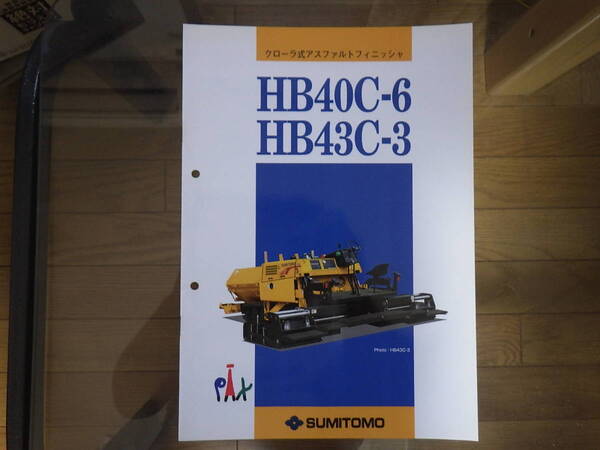 クローラ式アスファルトフィニッシャ
HB40C-6
HB43C-3
Photo : HB43C-3
PAX
SUMITOMO